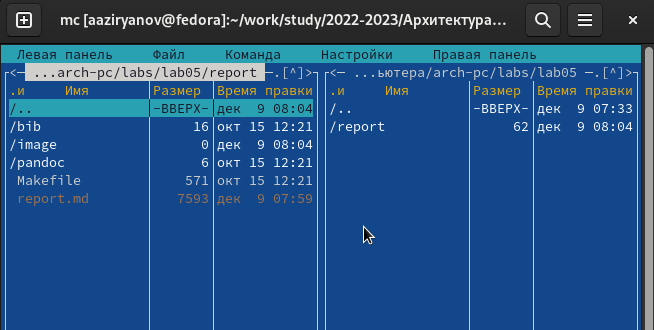 mc [aaziryanov@fedora]:~/work/study/2022-2023/Архитектура...
Левая панель Файл Команда Настройки Правая панель
...arch-pc/labs/lab05/report .[^]> ...ьютера/arch-pc/labs/lab05 .[^]>
.и Имя Размер Время правки .и Имя Размер Время правки
/.. -ВВЕРХ- дек 9 08:04 /.. -ВВЕРХ- дек 9 07:33
/bib 16 окт 15 12:21 /report 62 дек 9 08:04
/image 0 дек 9 08:04
/pandoc 6 окт 15 12:21
Makefile 571 окт 15 12:21
report.md 7593 дек 9 07:59